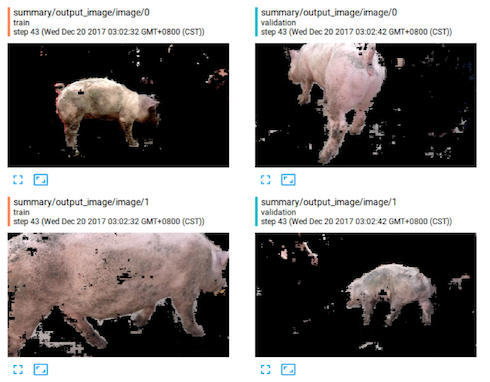 summary/output_image/image/0
train
step 43 (Wed Dec 20 2017 03:02:32 GMT+0800 (CST))
summary/output_image/image/0
validation
step 43 (Wed Dec 20 2017 03:02:42 GMT+0800 (CST))
summary/output_image/image/1
train
step 43 (Wed Dec 20 2017 03:02:32 GMT+0800 (CST))
summary/output_image/image/1
validation
step 43 (Wed Dec 20 2017 03:02:42 GMT+0800 (CST))